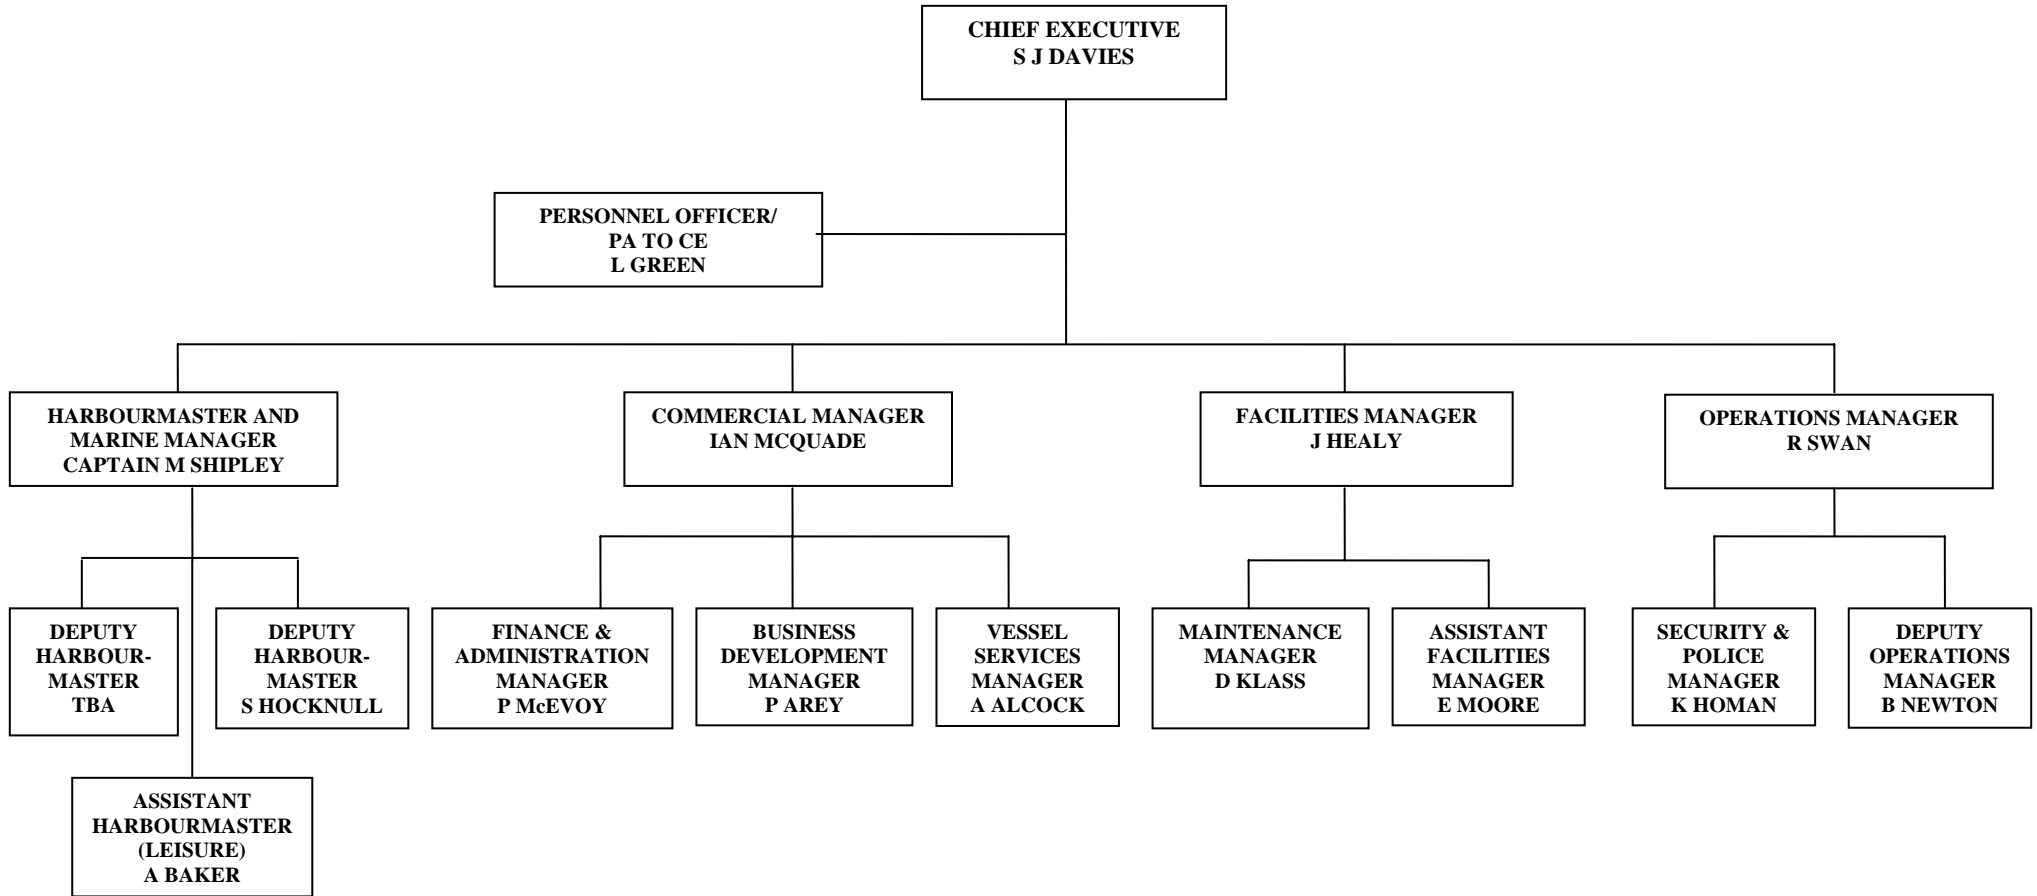 CHIEF EXECUTIVE
S J DAVIES
PERSONNEL OFFICER/
PA TO CE
L GREEN
HARBOURMASTER AND
MARINE MANAGER
CAPTAIN M SHIPLEY
COMMERCIAL MANAGER
IAN MCQUADE
FACILITIES MANAGER
J HEALY
OPERATIONS MANAGER
R SWAN
DEPUTY
HARBOUR-
MASTER
TBA
DEPUTY
HARBOUR-
MASTER
S HOCKNULL
FINANCE &
ADMINISTRATION
MANAGER
P McEVOY
BUSINESS
DEVELOPMENT
MANAGER
P AREY
VESSEL
SERVICES
MANAGER
A ALCOCK
MAINTENANCE
MANAGER
D KLASS
ASSISTANT
FACILITIES
MANAGER
E MOORE
SECURITY &
POLICE
MANAGER
K HOMAN
DEPUTY
OPERATIONS
MANAGER
B NEWTON
ASSISTANT
HARBOURMASTER
(LEISURE)
A BAKER